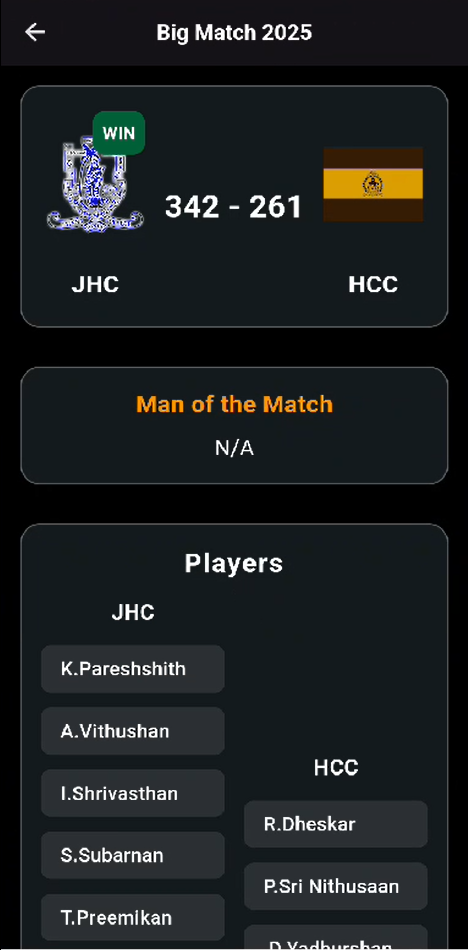 Big Match 2025
WIN
342 - 261
JHC
HCC
Man of the Match
N/A
Players
JHC
K.Pareshshith
A.Vithushan
I.Shrivasthan
S.Subarnan
T.Preemikan
HCC
R.Dheskar
P.Sri Nithusaan
D.Yadhurshan